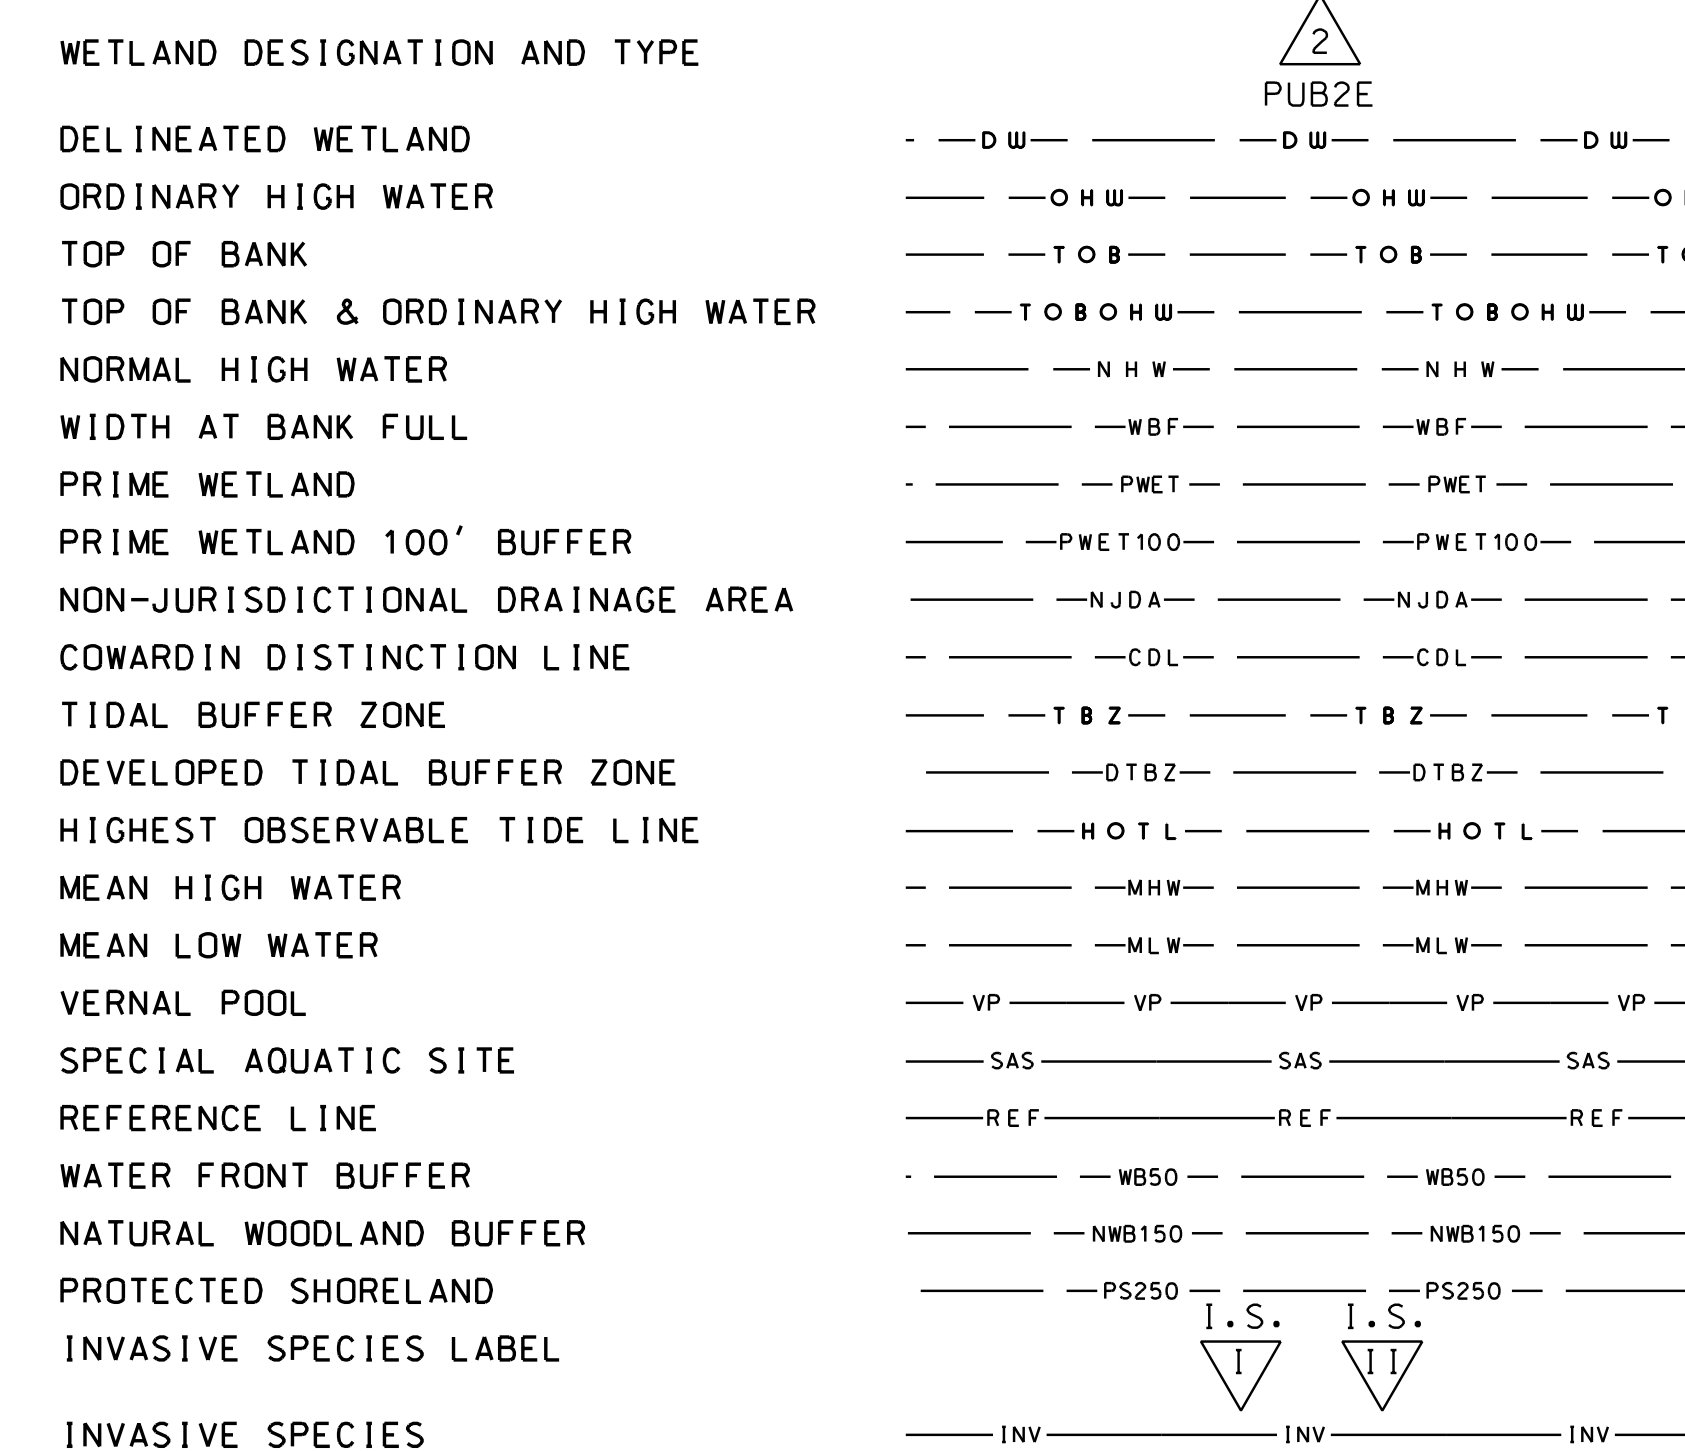 WETLAND DESIGNATION AND TYPE 2
PUB2E
DELINEATED WETLAND DW DW DW
ORDINARY HIGH WATER OHW OHW O
TOP OF BANK TOB TOB TO
TOP OF BANK & ORDINARY HIGH WATER TOBOHW TOBOHW
NORMAL HIGH WATER NHW NHW
WIDTH AT BANK FULL WBF WBF
PRIME WETLAND PWET PWET
PRIME WETLAND 100' BUFFER PWET100 PWET100
NON-JURISDICTIONAL DRAINAGE AREA NJDA NJDA
COWARDIN DISTINCTION LINE CDL CDL
TIDAL BUFFER ZONE TBZ TBZ T
DEVELOPED TIDAL BUFFER ZONE DTBZ DTBZ
HIGHEST OBSERVABLE TIDE LINE HOTL HOTL
MEAN HIGH WATER MHW MHW
MEAN LOW WATER MLW MLW
VERNAL POOL VP VP VP VP VP
SPECIAL AQUATIC SITE SAS SAS SAS
REFERENCE LINE REF REF REF
WATER FRONT BUFFER WB50 WB50
NATURAL WOODLAND BUFFER NWB150 NWB150
PROTECTED SHORELAND PS250 PS250
I.S. I.S.
INVASIVE SPECIES LABEL I II
INVASIVE SPECIES INV INV INV